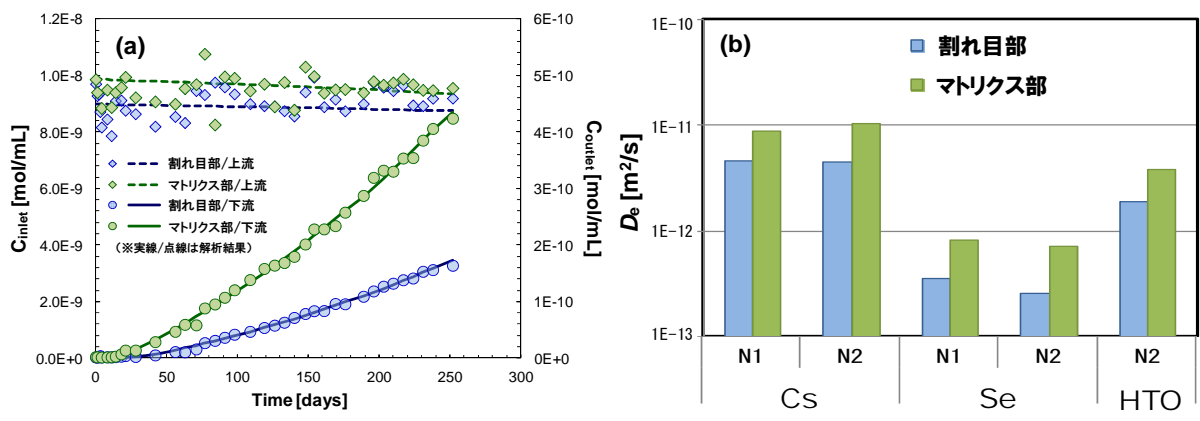 (a)
1.2E-8
1.0E-8
8.0E-9
6.0E-9
4.0E-9
2.0E-9
0.0E+0
C_inlet [mol/mL]
6E-10
5E-10
4E-10
3E-10
2E-10
1E-10
0E+0
C_outlet [mol/mL]
割れ目部/上流
マトリクス部/上流
割れ目部/下流
マトリクス部/下流
(※実線/点線は解析結果)
0 50 100 150 200 250 300
Time [days]
(b)
割れ目部
マトリクス部
1E-10
1E-11
1E-12
1E-13
D_e [m²/s]
N1 N2 N1 N2 N2
Cs Se HTO